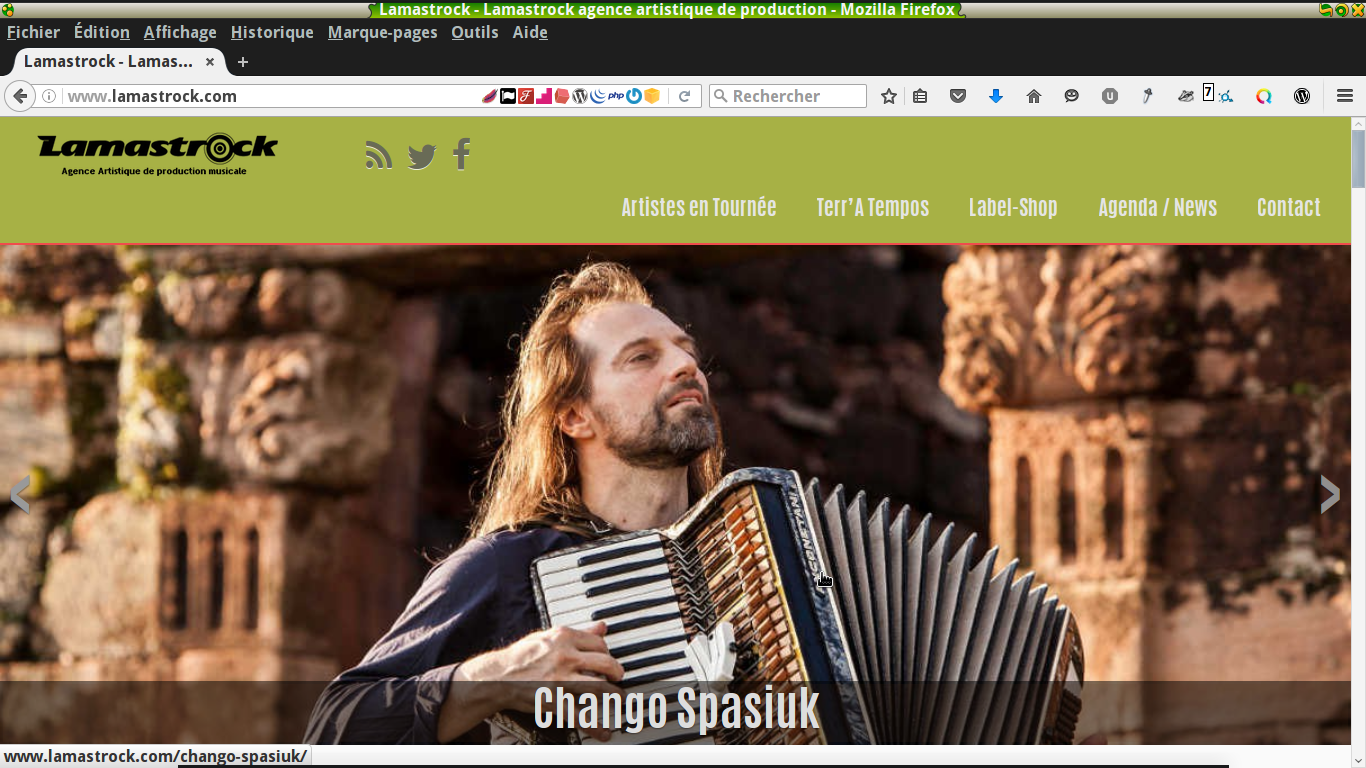 Lamastrock - Lamastrock agence artistique de production - Mozilla Firefox
Fichier Édition Affichage Historique Marque-pages Outils Aide
Lamastrock - Lamas... × +
www.lamastrock.com php Rechercher 7
Lamastrock
Agence Artistique de production musicale
Artistes en Tournée Terr’A Tempos Label-Shop Agenda / News Contact
Chango Spasiuk
www.lamastrock.com/chango-spasiuk/